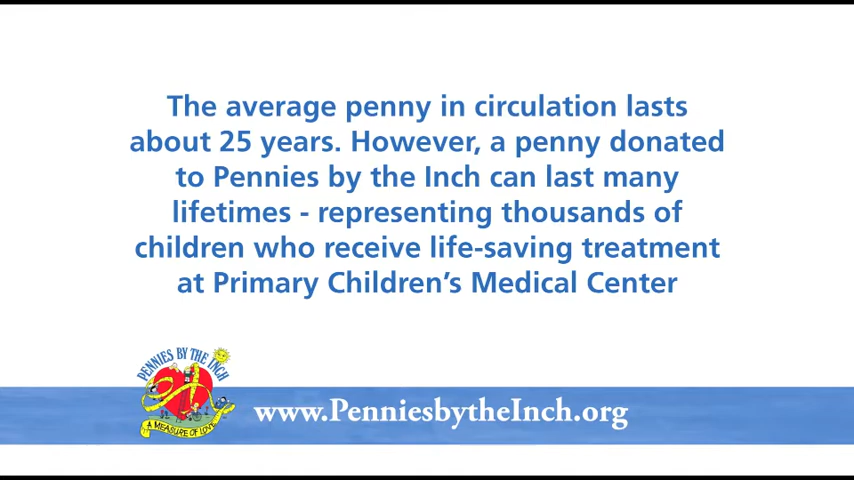 The average penny in circulation lasts
about 25 years. However, a penny donated
to Pennies by the Inch can last many
lifetimes - representing thousands of
children who receive life-saving treatment
at Primary Children's Medical Center
PENNIES BY THE INCH
A MEASURE OF LOVE
www.PenniesbytheInch.org